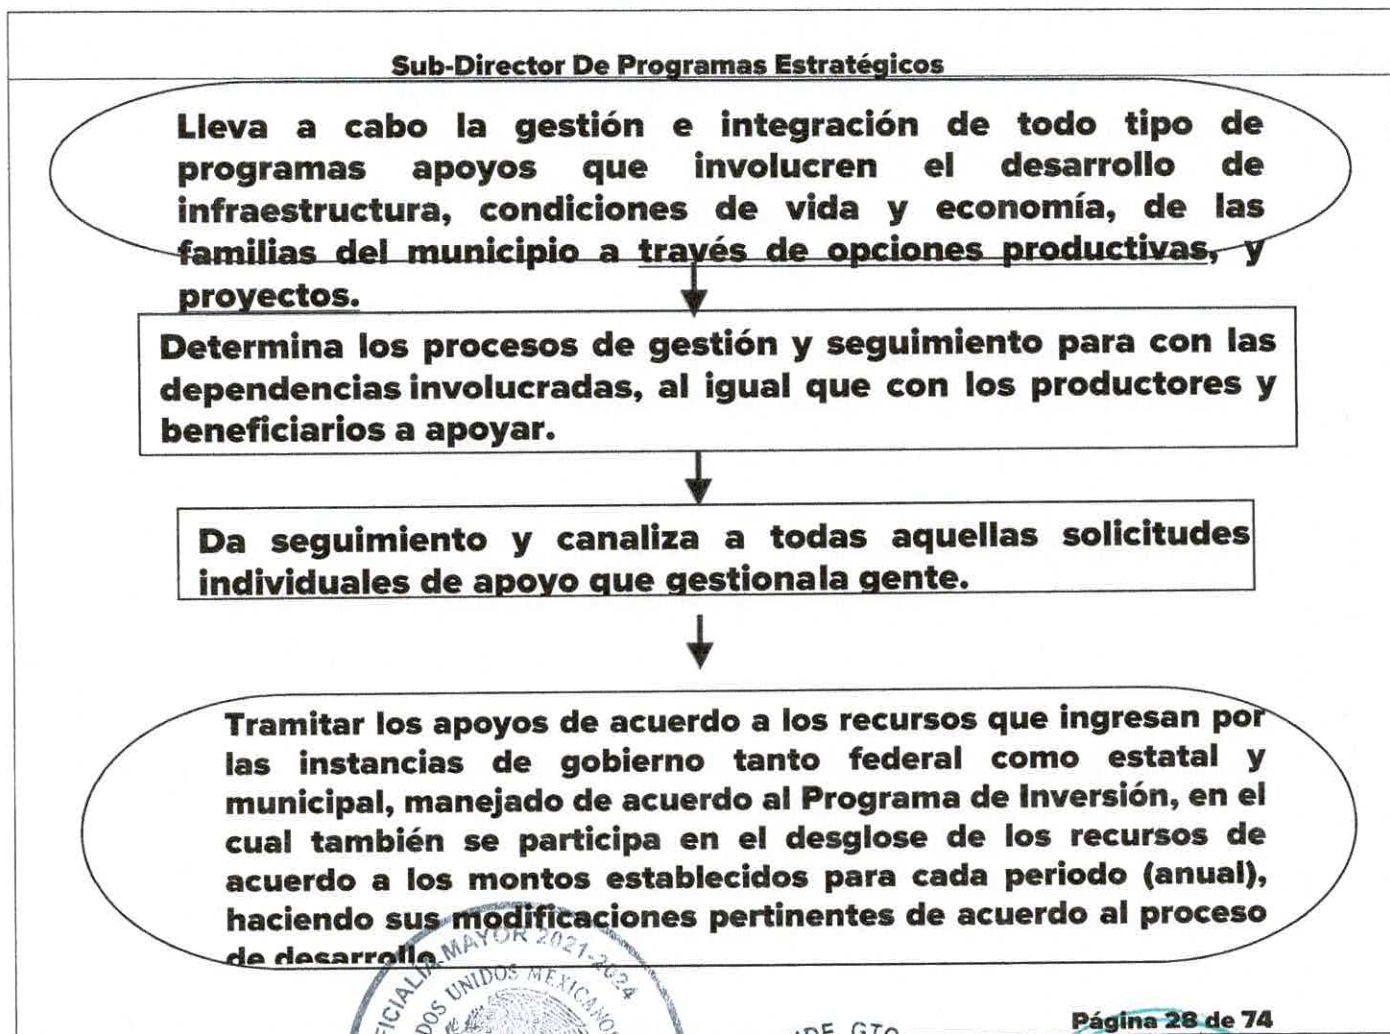 Sub-Director De Programas Estratégicos
Lleva a cabo la gestión e integración de todo tipo de
programas apoyos que involucren el desarrollo de
infraestructura, condiciones de vida y economía, de las
familias del municipio a través de opciones productivas, y
proyectos.
Determina los procesos de gestión y seguimiento para con las
dependencias involucradas, al igual que con los productores y
beneficiarios a apoyar.
Da seguimiento y canaliza a todas aquellas solicitudes
individuales de apoyo que gestionala gente.
Tramitar los apoyos de acuerdo a los recursos que ingresan por
las instancias de gobierno tanto federal como estatal y
municipal, manejado de acuerdo al Programa de Inversión, en el
cual también se participa en el desglose de los recursos de
acuerdo a los montos establecidos para cada periodo (anual),
haciendo sus modificaciones pertinentes de acuerdo al proceso
de desarrollo
MAYOR 2021-2024
UNIDOS MEXICANOS
GTO
Página 28 de 74